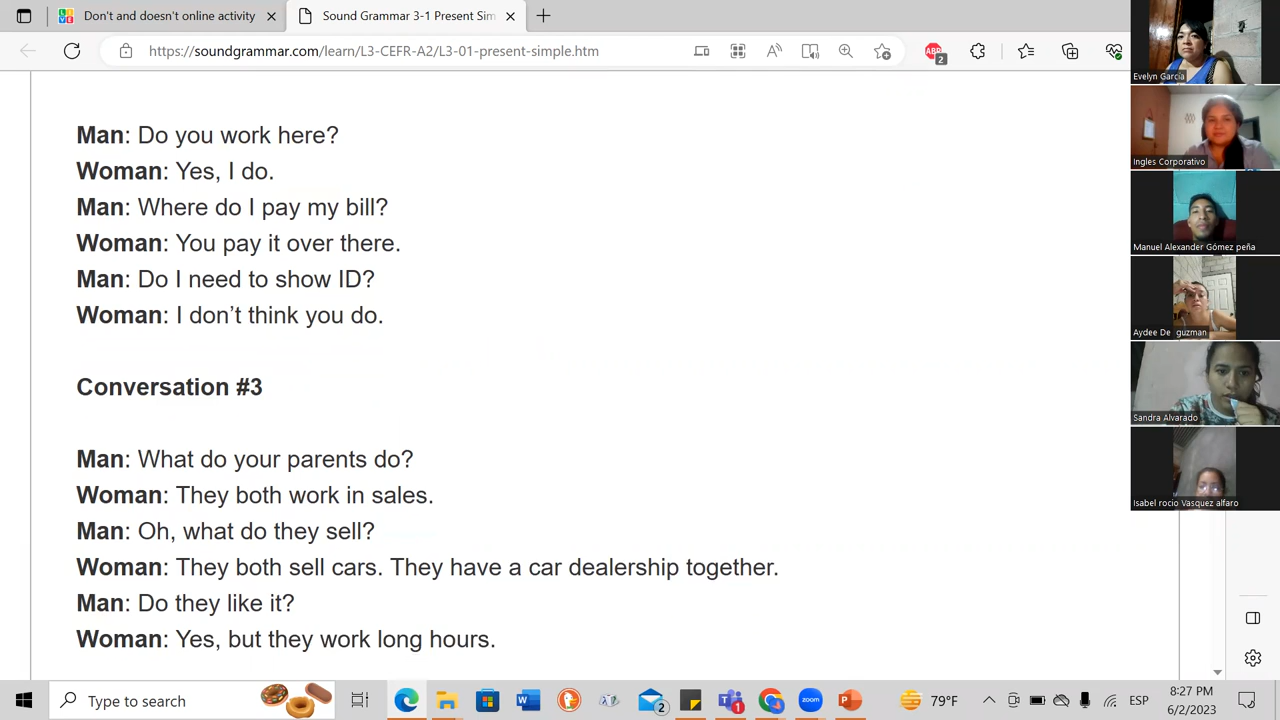 Don't and doesn't online activity
Sound Grammar 3-1 Present Sim
https://soundgrammar.com/learn/L3-CEFR-A2/L3-01-present-simple.htm
ABP
2
Man: Do you work here?
Woman: Yes, I do.
Man: Where do I pay my bill?
Woman: You pay it over there.
Man: Do I need to show ID?
Woman: I don’t think you do.
Conversation #3
Man: What do your parents do?
Woman: They both work in sales.
Man: Oh, what do they sell?
Woman: They both sell cars. They have a car dealership together.
Man: Do they like it?
Woman: Yes, but they work long hours.
Evelyn García
Ingles Corporativo
Manuel Alexander Gómez peña
Aydee De guzman
Sandra Alvarado
Isabel rocio Vasquez alfaro
Type to search
2
1
zoom
79°F
ESP
8:27 PM
6/2/2023